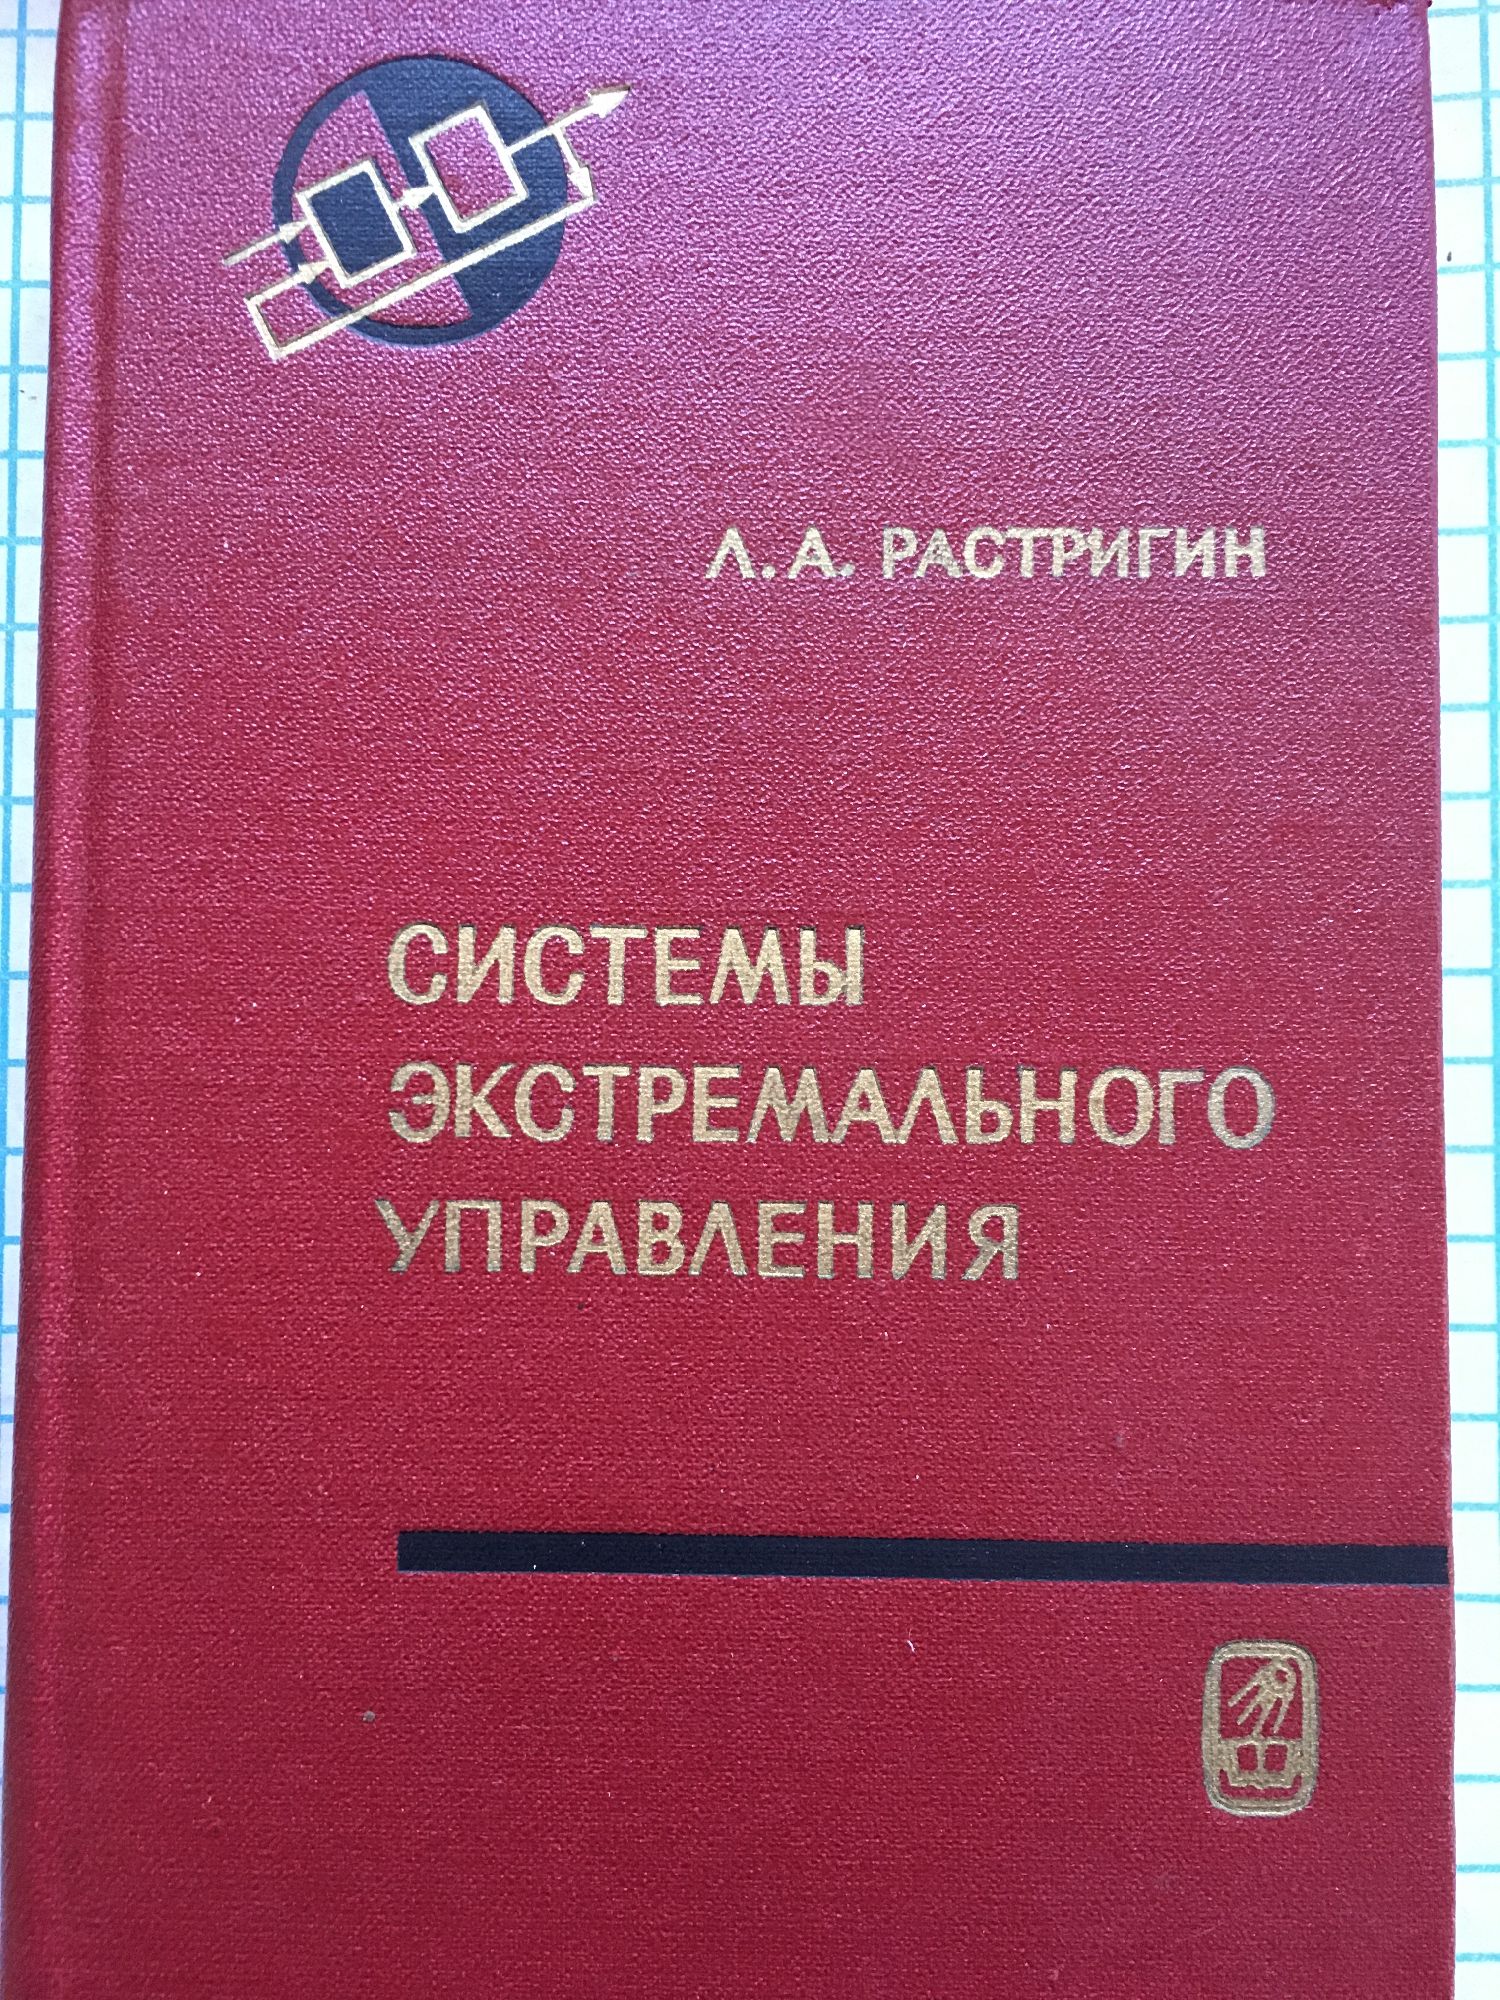 Л. А. РАСТРИГИН
СИСТЕМЫ
ЭКСТРЕМАЛЬНОГО
УПРАВЛЕНИЯ